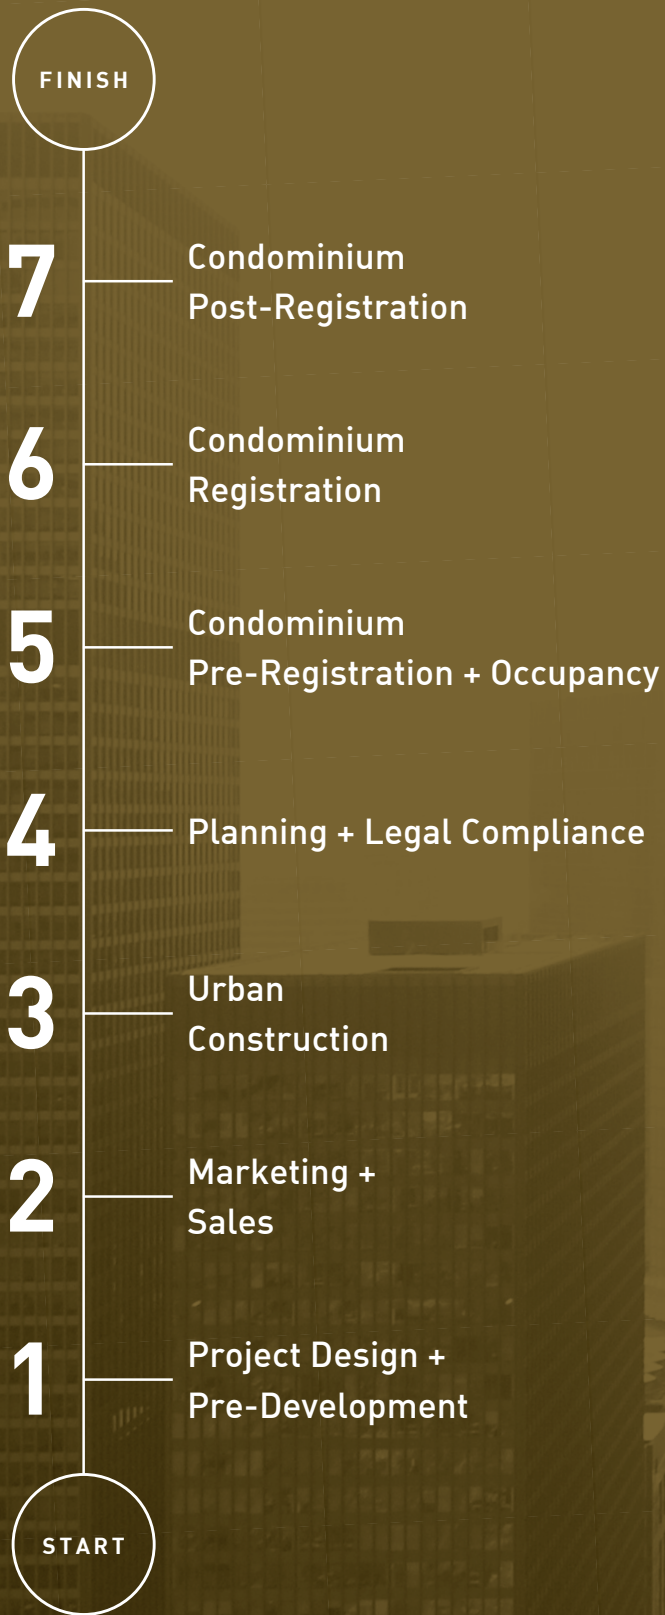 FINISH
7
Condominium
Post-Registration
6
Condominium
Registration
5
Condominium
Pre-Registration + Occupancy
4
Planning + Legal Compliance
3
Urban
Construction
2
Marketing +
Sales
1
Project Design +
Pre-Development
START